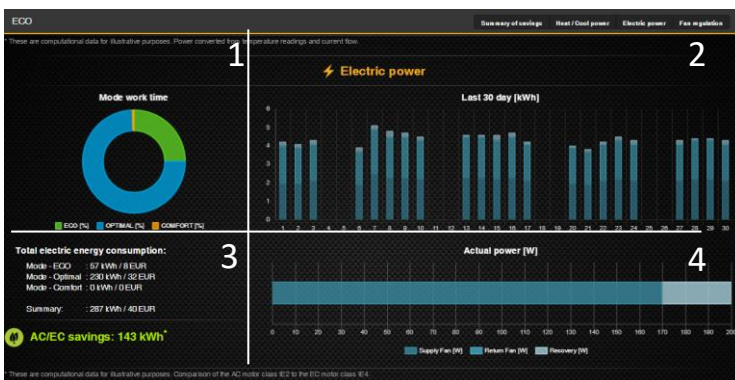 ECO
Summary of savings Heat / Cool power Electric power Fan regulation
* These are computational data for illustrative purposes. Power converted from temperature readings and current flow.
1
2
Electric power
Mode work time
ECO [%] OPTIMAL [%] COMFORT [%]
Last 30 day [kWh]
6
5
4
3
2
1
0
1 2 3 4 5 6 7 8 9 10 11 12 13 14 15 16 17 18 19 20 21 22 23 24 25 26 27 28 29 30
3
Total electric energy consumption:
Mode - ECO : 57 kWh / 8 EUR
Mode - Optimal : 230 kWh / 32 EUR
Mode - Comfort : 0 kWh / 0 EUR
Summary: : 287 kWh / 40 EUR
AC/EC savings: 143 kWh*
4
Actual power [W]
0 10 20 30 40 50 60 70 80 90 100 110 120 130 140 150 160 170 180 190 200
Supply Fan [W] Return Fan [W] Recovery [W]
* These are computational data for illustrative purposes. Comparison of the AC motor class IE2 to the EC motor class IE4.